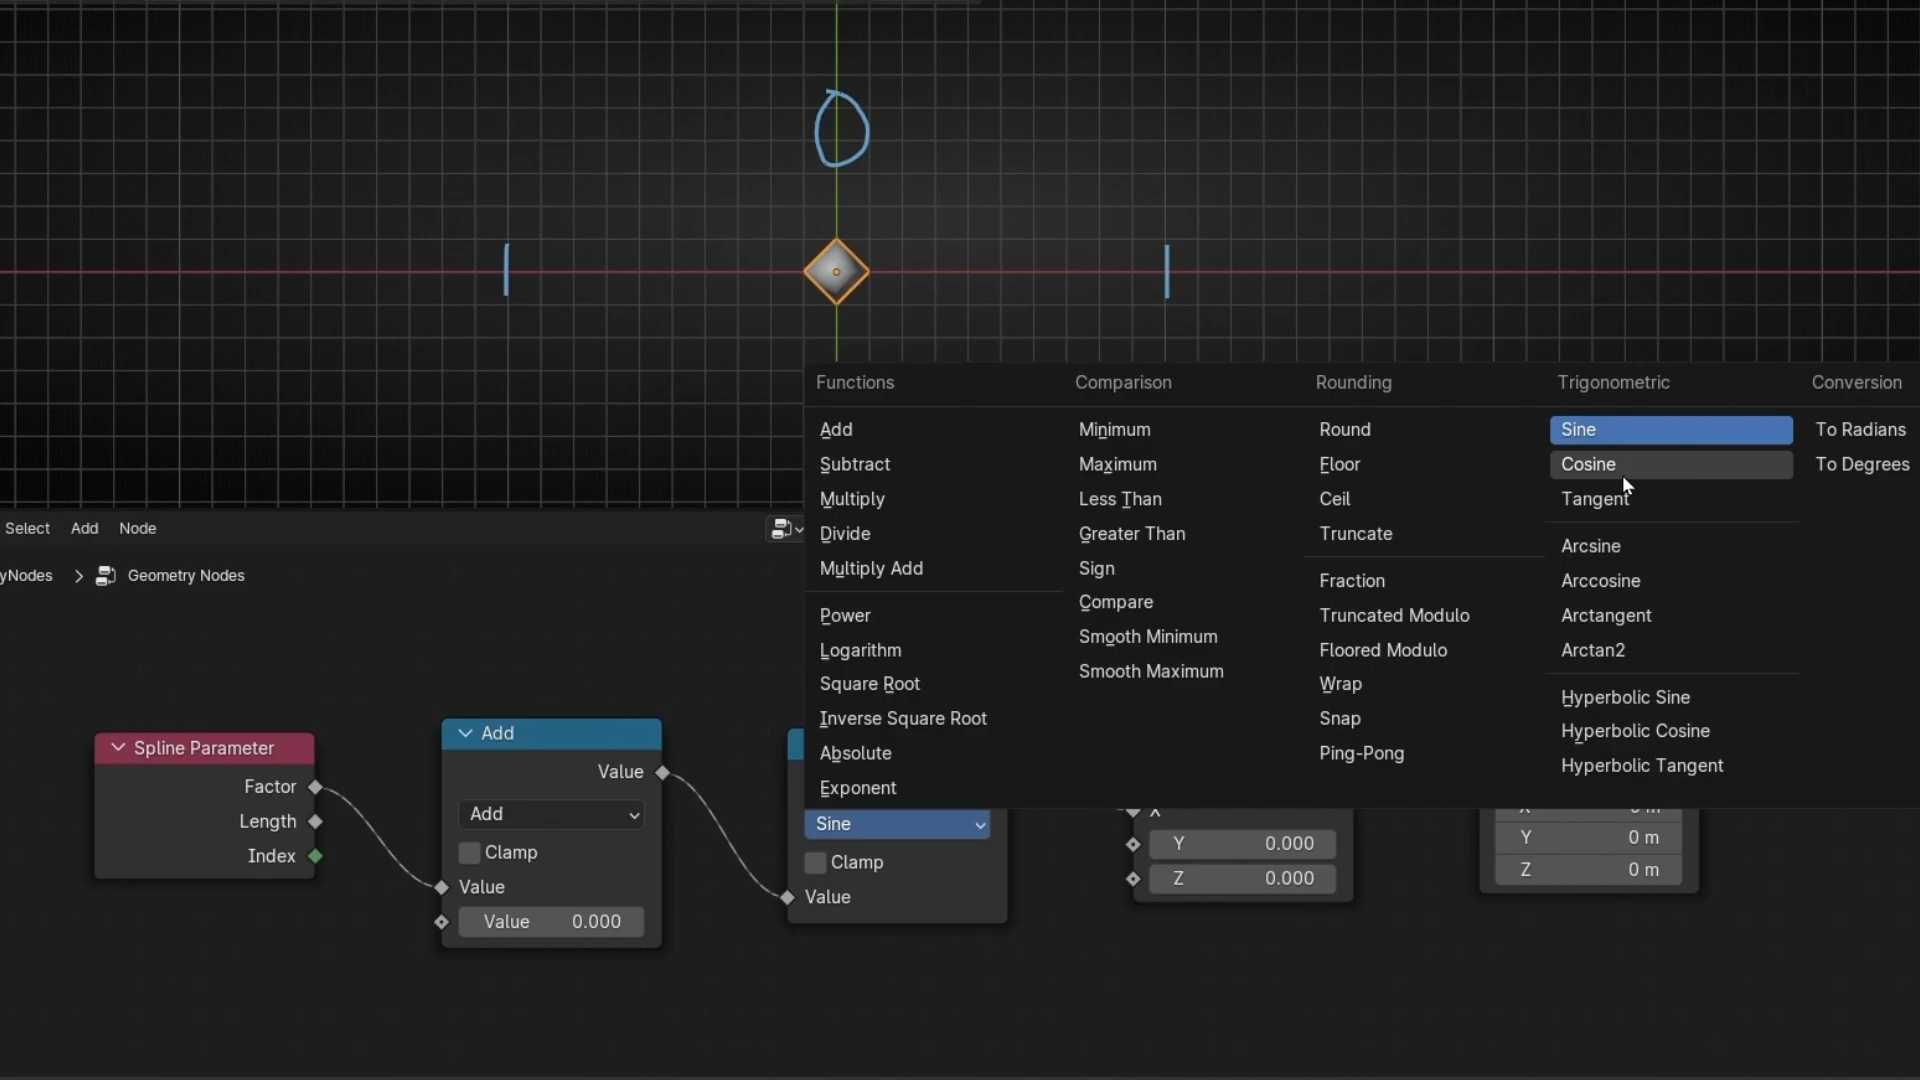 Functions
Comparison
Rounding
Trigonometric
Conversion
Add
Subtract
Multiply
Divide
Multiply Add
Power
Logarithm
Square Root
Inverse Square Root
Absolute
Exponent
Minimum
Maximum
Less Than
Greater Than
Sign
Compare
Smooth Minimum
Smooth Maximum
Round
Floor
Ceil
Truncate
Fraction
Truncated Modulo
Floored Modulo
Wrap
Snap
Ping-Pong
Sine
Cosine
Tangent
Arcsine
Arccosine
Arctangent
Arctan2
Hyperbolic Sine
Hyperbolic Cosine
Hyperbolic Tangent
To Radians
To Degrees
Select Add Node
yNodes > Geometry Nodes
Spline Parameter
Factor
Length
Index
Add
Value
Add
Clamp
Value
Value 0.000
Sine
Clamp
Value
X
Y 0.000
Z 0.000
X 0 m
Y 0 m
Z 0 m